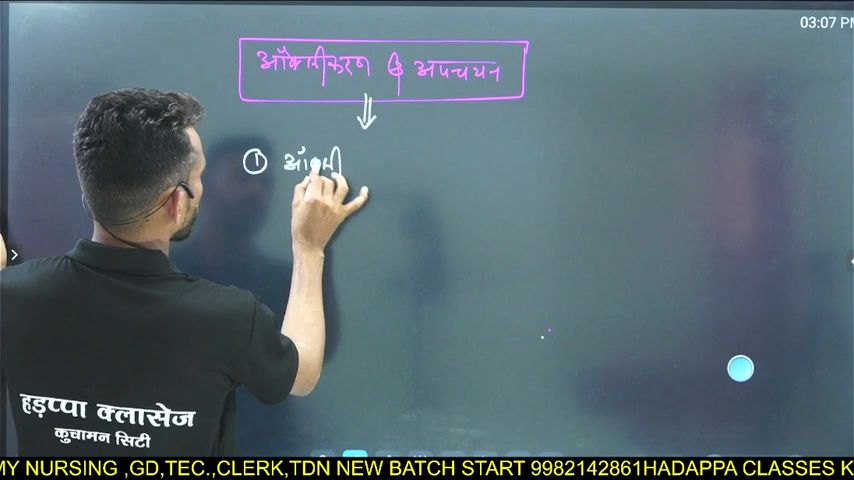 03:07 PM
ऑक्सीकरण & अपचयन
① ऑक्सी
हड़प्पा क्लासेज
कुचामन सिटी
MY NURSING ,GD,TEC.,CLERK,TDN NEW BATCH START 9982142861HADAPPA CLASSES K